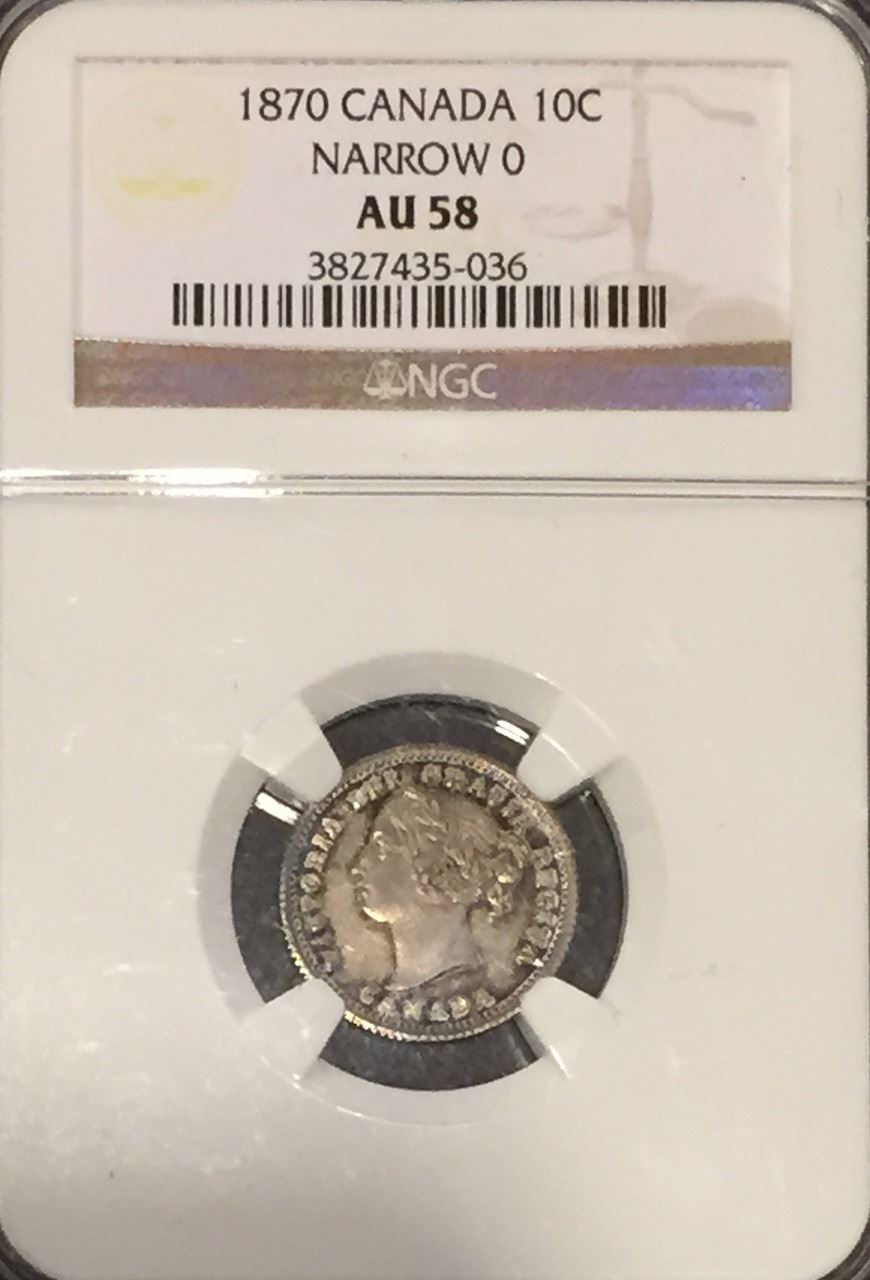 1870 CANADA 10C
NARROW 0
AU 58
3827435-036
NGC
VICTORIA DEI GRATIA REGINA
CANADA